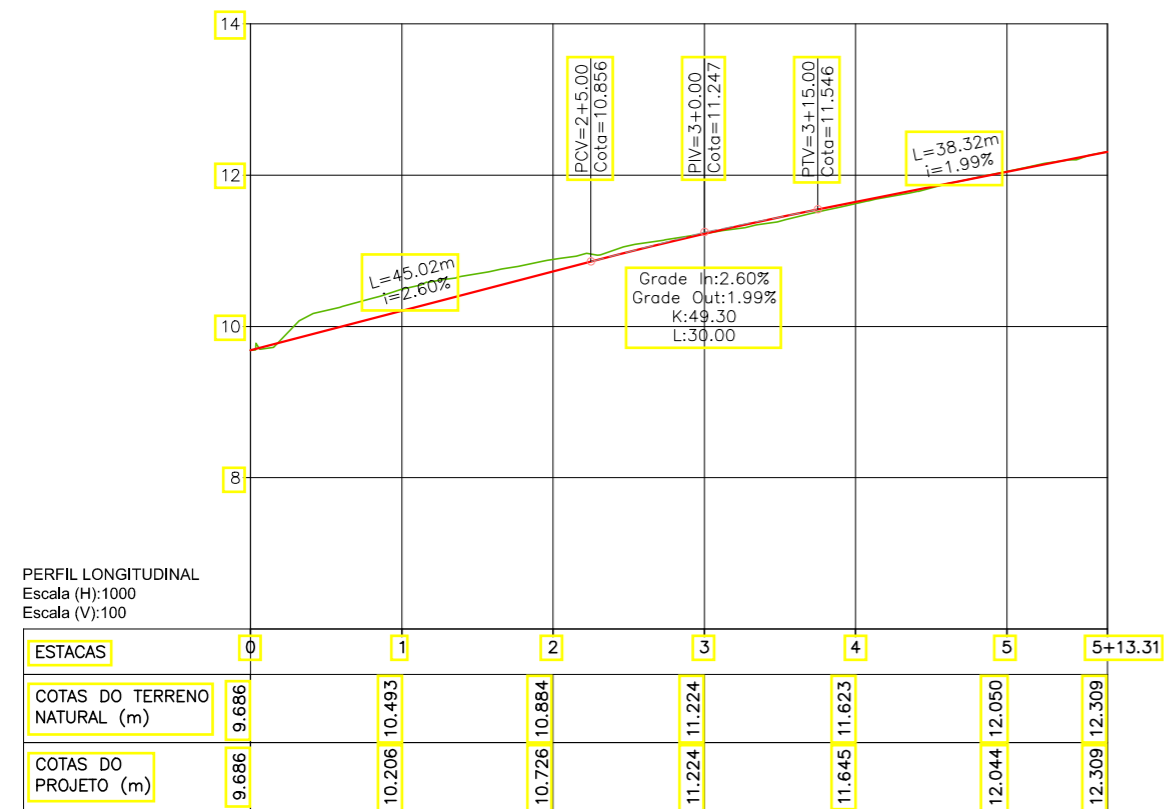 14
PCV=2+5.00
Cota=10.856
PIV=3+0.00
Cota=11.247
PTV=3+15.00
Cota=11.546
L=38.32m
i=1.99%
12
L=45.02m
i=2.60%
Grade In:2.60%
Grade Out:1.99%
K:49.30
L:30.00
10
8
PERFIL LONGITUDINAL
Escala (H):1000
Escala (V):100
ESTACAS 0 1 2 3 4 5 5+13.31
COTAS DO TERRENO
NATURAL (m) 9.686 10.493 10.884 11.224 11.623 12.050 12.309
COTAS DO
PROJETO (m) 9.686 10.206 10.726 11.224 11.645 12.044 12.309